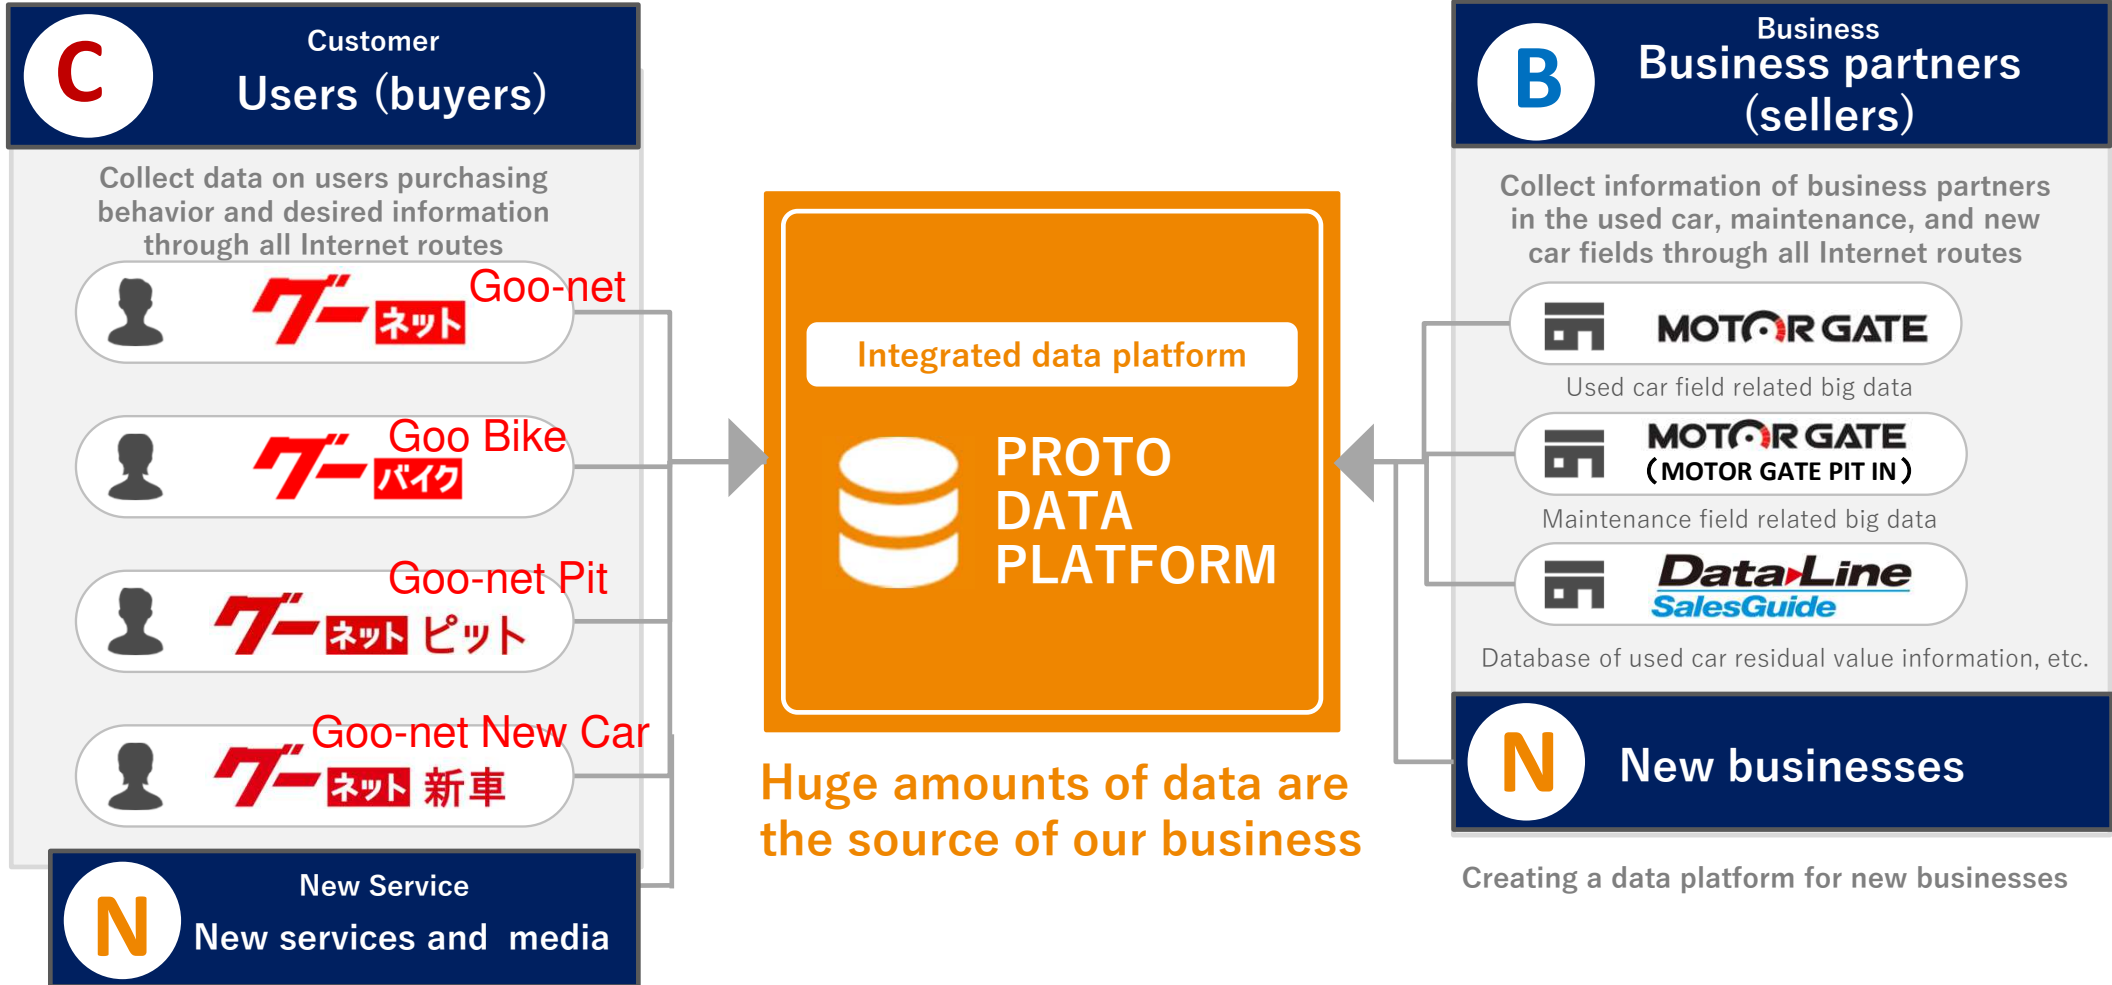 C
Customer
Users (buyers)
Collect data on users purchasing
behavior and desired information
through all Internet routes
グーネット Goo-net
Goo Bike
グーバイク
Goo-net Pit
グーネット ピット
Goo-net New Car
グーネット 新車
N
New Service
New services and media
Integrated data platform
PROTO
DATA
PLATFORM
Huge amounts of data are
the source of our business
B
Business
Business partners
(sellers)
Collect information of business partners
in the used car, maintenance, and new
car fields through all Internet routes
MOTOR GATE
Used car field related big data
MOTOR GATE
(MOTOR GATE PIT IN)
Maintenance field related big data
DataLine
SalesGuide
Database of used car residual value information, etc.
N
New businesses
Creating a data platform for new businesses